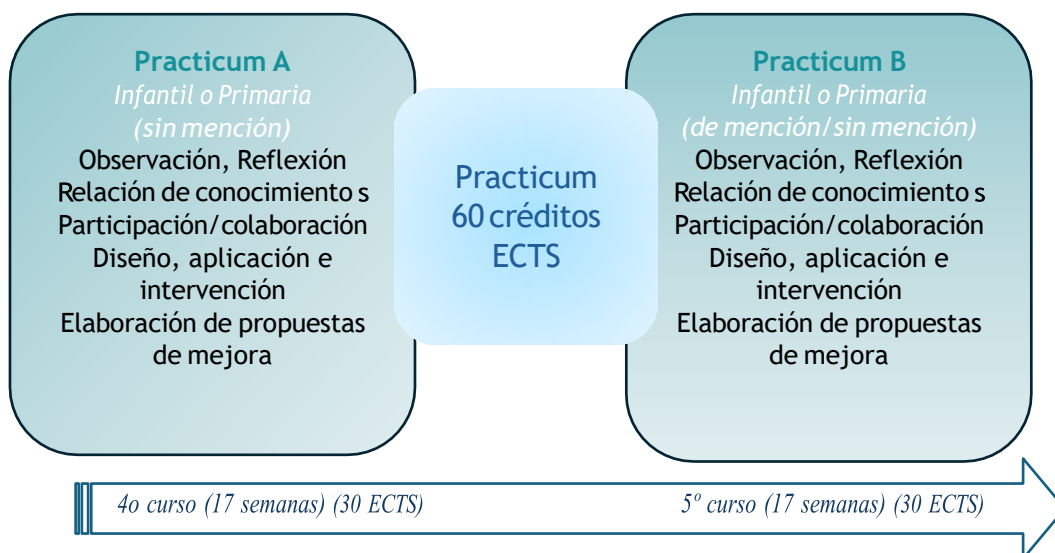 Practicum A
Infantil o Primaria
(sin mención)
Observación, Reflexión
Relación de conocimiento s
Participación/colaboración
Diseño, aplicación e
intervención
Elaboración de propuestas
de mejora
Practicum
60 créditos
ECTS
Practicum B
Infantil o Primaria
(de mención/sin mención)
Observación, Reflexión
Relación de conocimiento s
Participación/colaboración
Diseño, aplicación e
intervención
Elaboración de propuestas
de mejora
4o curso (17 semanas) (30 ECTS)
5º curso (17 semanas) (30 ECTS)